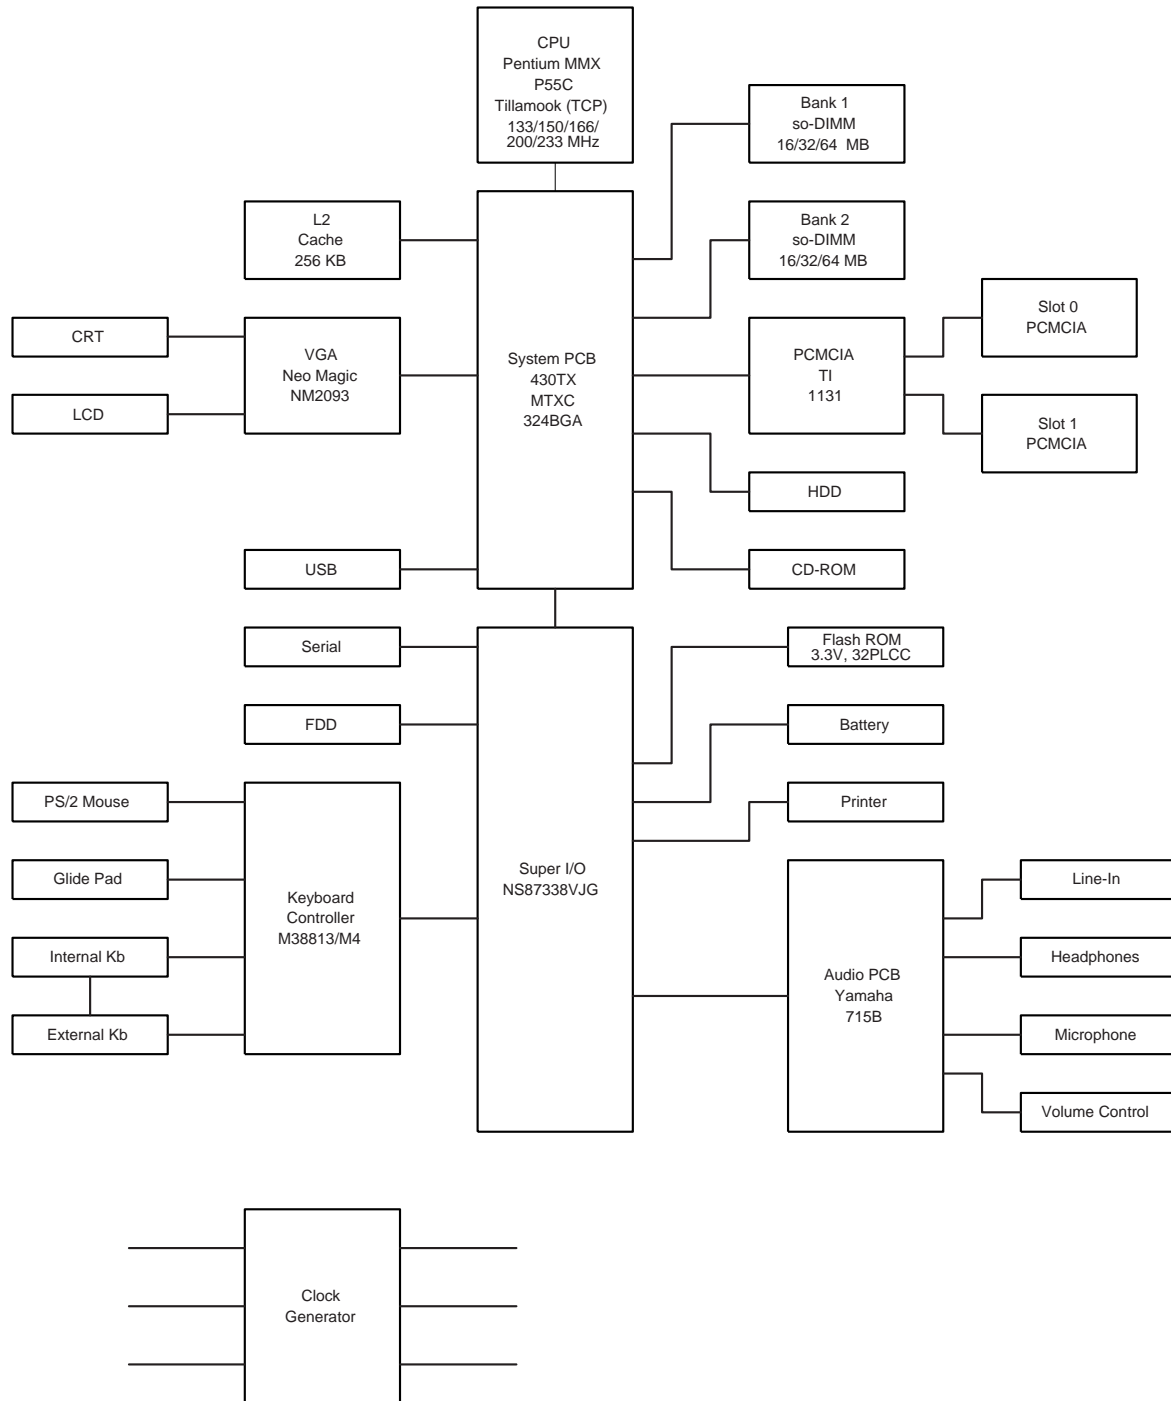 CPU
Pentium MMX
P55C
Tillamook (TCP)
133/150/166/
200/233 MHz
Bank 1
so-DIMM
16/32/64 MB
L2
Cache
256 KB
Bank 2
so-DIMM
16/32/64 MB
Slot 0
PCMCIA
CRT
VGA
Neo Magic
NM2093
LCD
System PCB
430TX
MTXC
324BGA
PCMCIA
TI
1131
Slot 1
PCMCIA
HDD
USB
CD-ROM
Serial
Flash ROM
3.3V, 32PLCC
FDD
Battery
PS/2 Mouse
Printer
Glide Pad
Keyboard
Controller
M38813/M4
Super I/O
NS87338VJG
Line-In
Internal Kb
Headphones
Audio PCB
Yamaha
715B
External Kb
Microphone
Volume Control
Clock
Generator